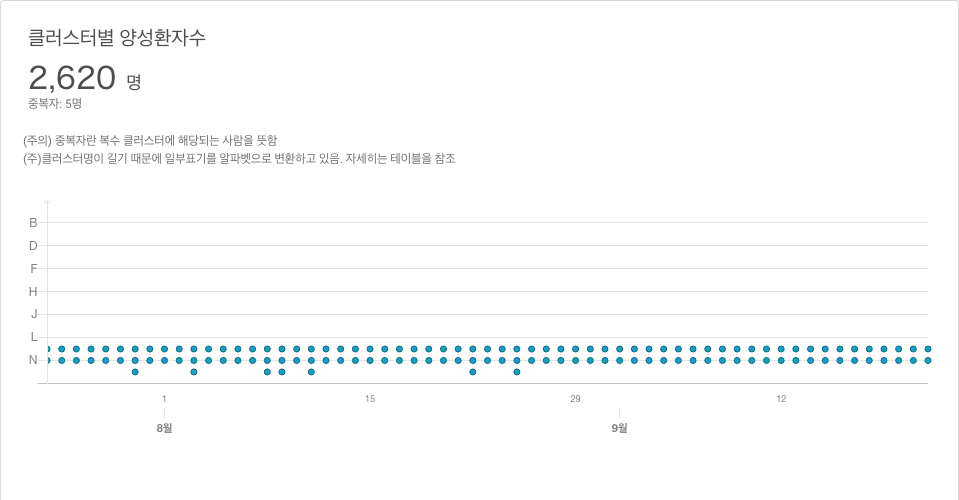 클러스터별 양성환자수
2,620 명
중복자: 5명
(주의) 중복자란 복수 클러스터에 해당되는 사람을 뜻함
(주)클러스터명이 길기 때문에 일부표기를 알파벳으로 변환하고 있음. 자세히는 테이블을 참조
B
D
F
H
J
L
N
1 15 29 12
8월 9월